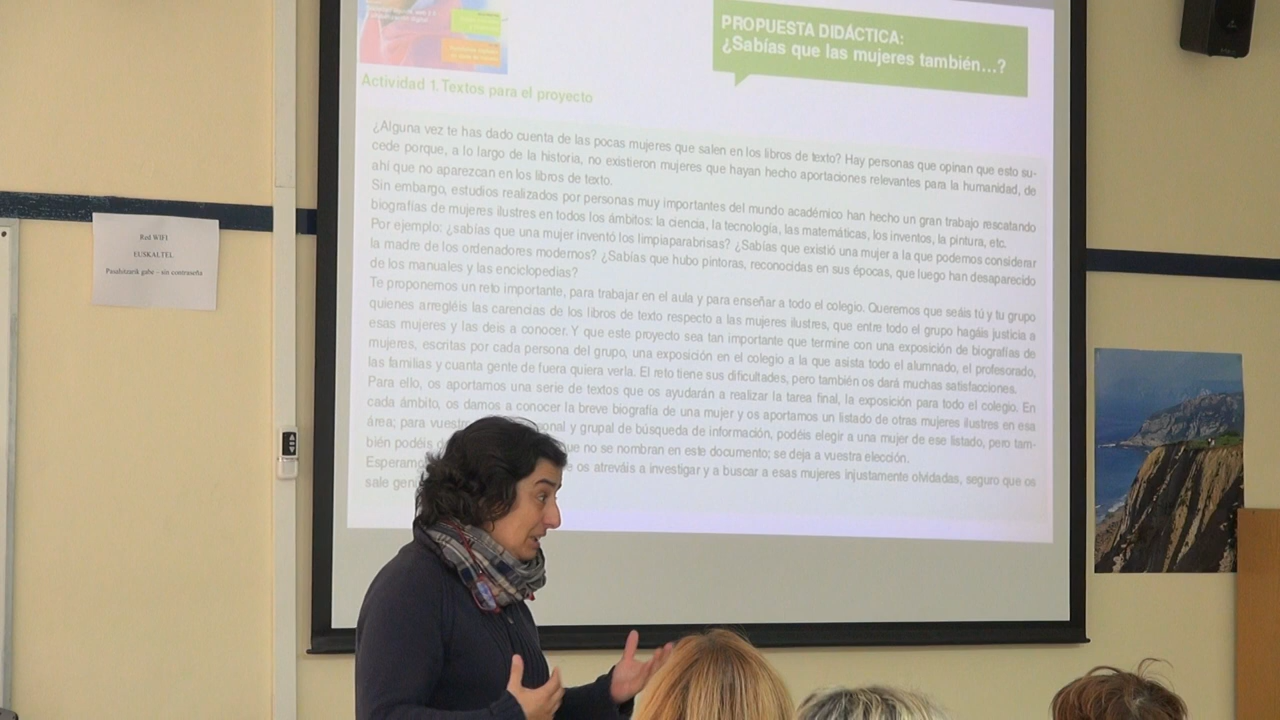 PROPUESTA DIDÁCTICA:
¿Sabías que las mujeres también...?
Actividad 1. Textos para el proyecto
¿Alguna vez te has dado cuenta de las pocas mujeres que salen en los libros de texto? Hay personas que opinan que esto su-
cede porque, a lo largo de la historia, no existieron mujeres que hayan hecho aportaciones relevantes para la humanidad, de
ahí que no aparezcan en los libros de texto.
Sin embargo, estudios realizados por personas muy importantes del mundo académico han hecho un gran trabajo rescatando
biografías de mujeres ilustres en todos los ámbitos: la ciencia, la tecnología, las matemáticas, los inventos, la pintura, etc.
Por ejemplo: ¿sabías que una mujer inventó los limpiaparabrisas? ¿Sabías que existió una mujer a la que podemos considerar
la madre de los ordenadores modernos? ¿Sabías que hubo pintoras, reconocidas en sus épocas, que luego han desaparecido
de los manuales y las enciclopedias?
Te proponemos un reto importante, para trabajar en el aula y para enseñar a todo el colegio. Queremos que seáis tú y tu grupo
quienes arregléis las carencias de los libros de texto respecto a las mujeres ilustres, que entre todo el grupo hagáis justicia a
esas mujeres y las deis a conocer. Y que este proyecto sea tan importante que termine con una exposición de biografías de
mujeres, escritas por cada persona del grupo, una exposición en el colegio a la que asista todo el alumnado, el profesorado,
las familias y cuanta gente de fuera quiera verla. El reto tiene sus dificultades, pero también os dará muchas satisfacciones.
Para ello, os aportamos una serie de textos que os ayudarán a realizar la tarea final, la exposición para todo el colegio. En
cada ámbito, os damos a conocer la breve biografía de una mujer y os aportamos un listado de otras mujeres ilustres en esa
área; para y grupal de búsqueda de información, podéis elegir a una mujer de ese listado, pero tam-
bién podéis que no se nombran en este documento; se deja a vuestra elección.
os atreváis a investigar y a buscar a esas mujeres injustamente olvidadas, seguro que os
sale
Red WIFI
EUSKALTEL
Pasahitzarik gabe – sin contraseña